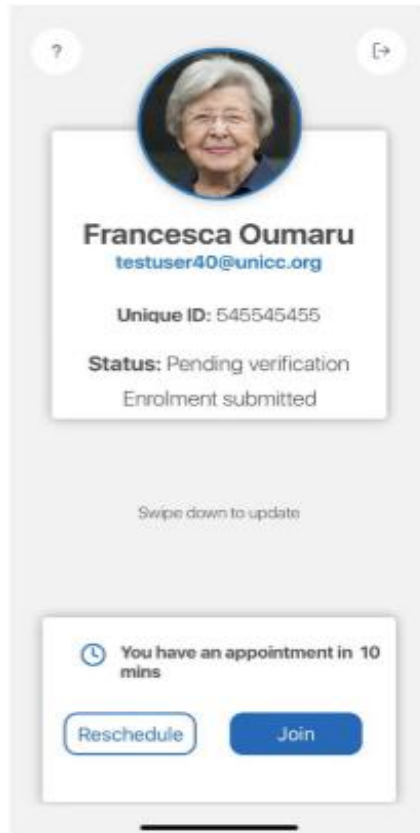 ?
Francesca Oumaru
testuser40@unicc.org
Unique ID: 545545455
Status: Pending verification
Enrolment submitted
Swipe down to update
You have an appointment in 10
mins
Reschedule
Join